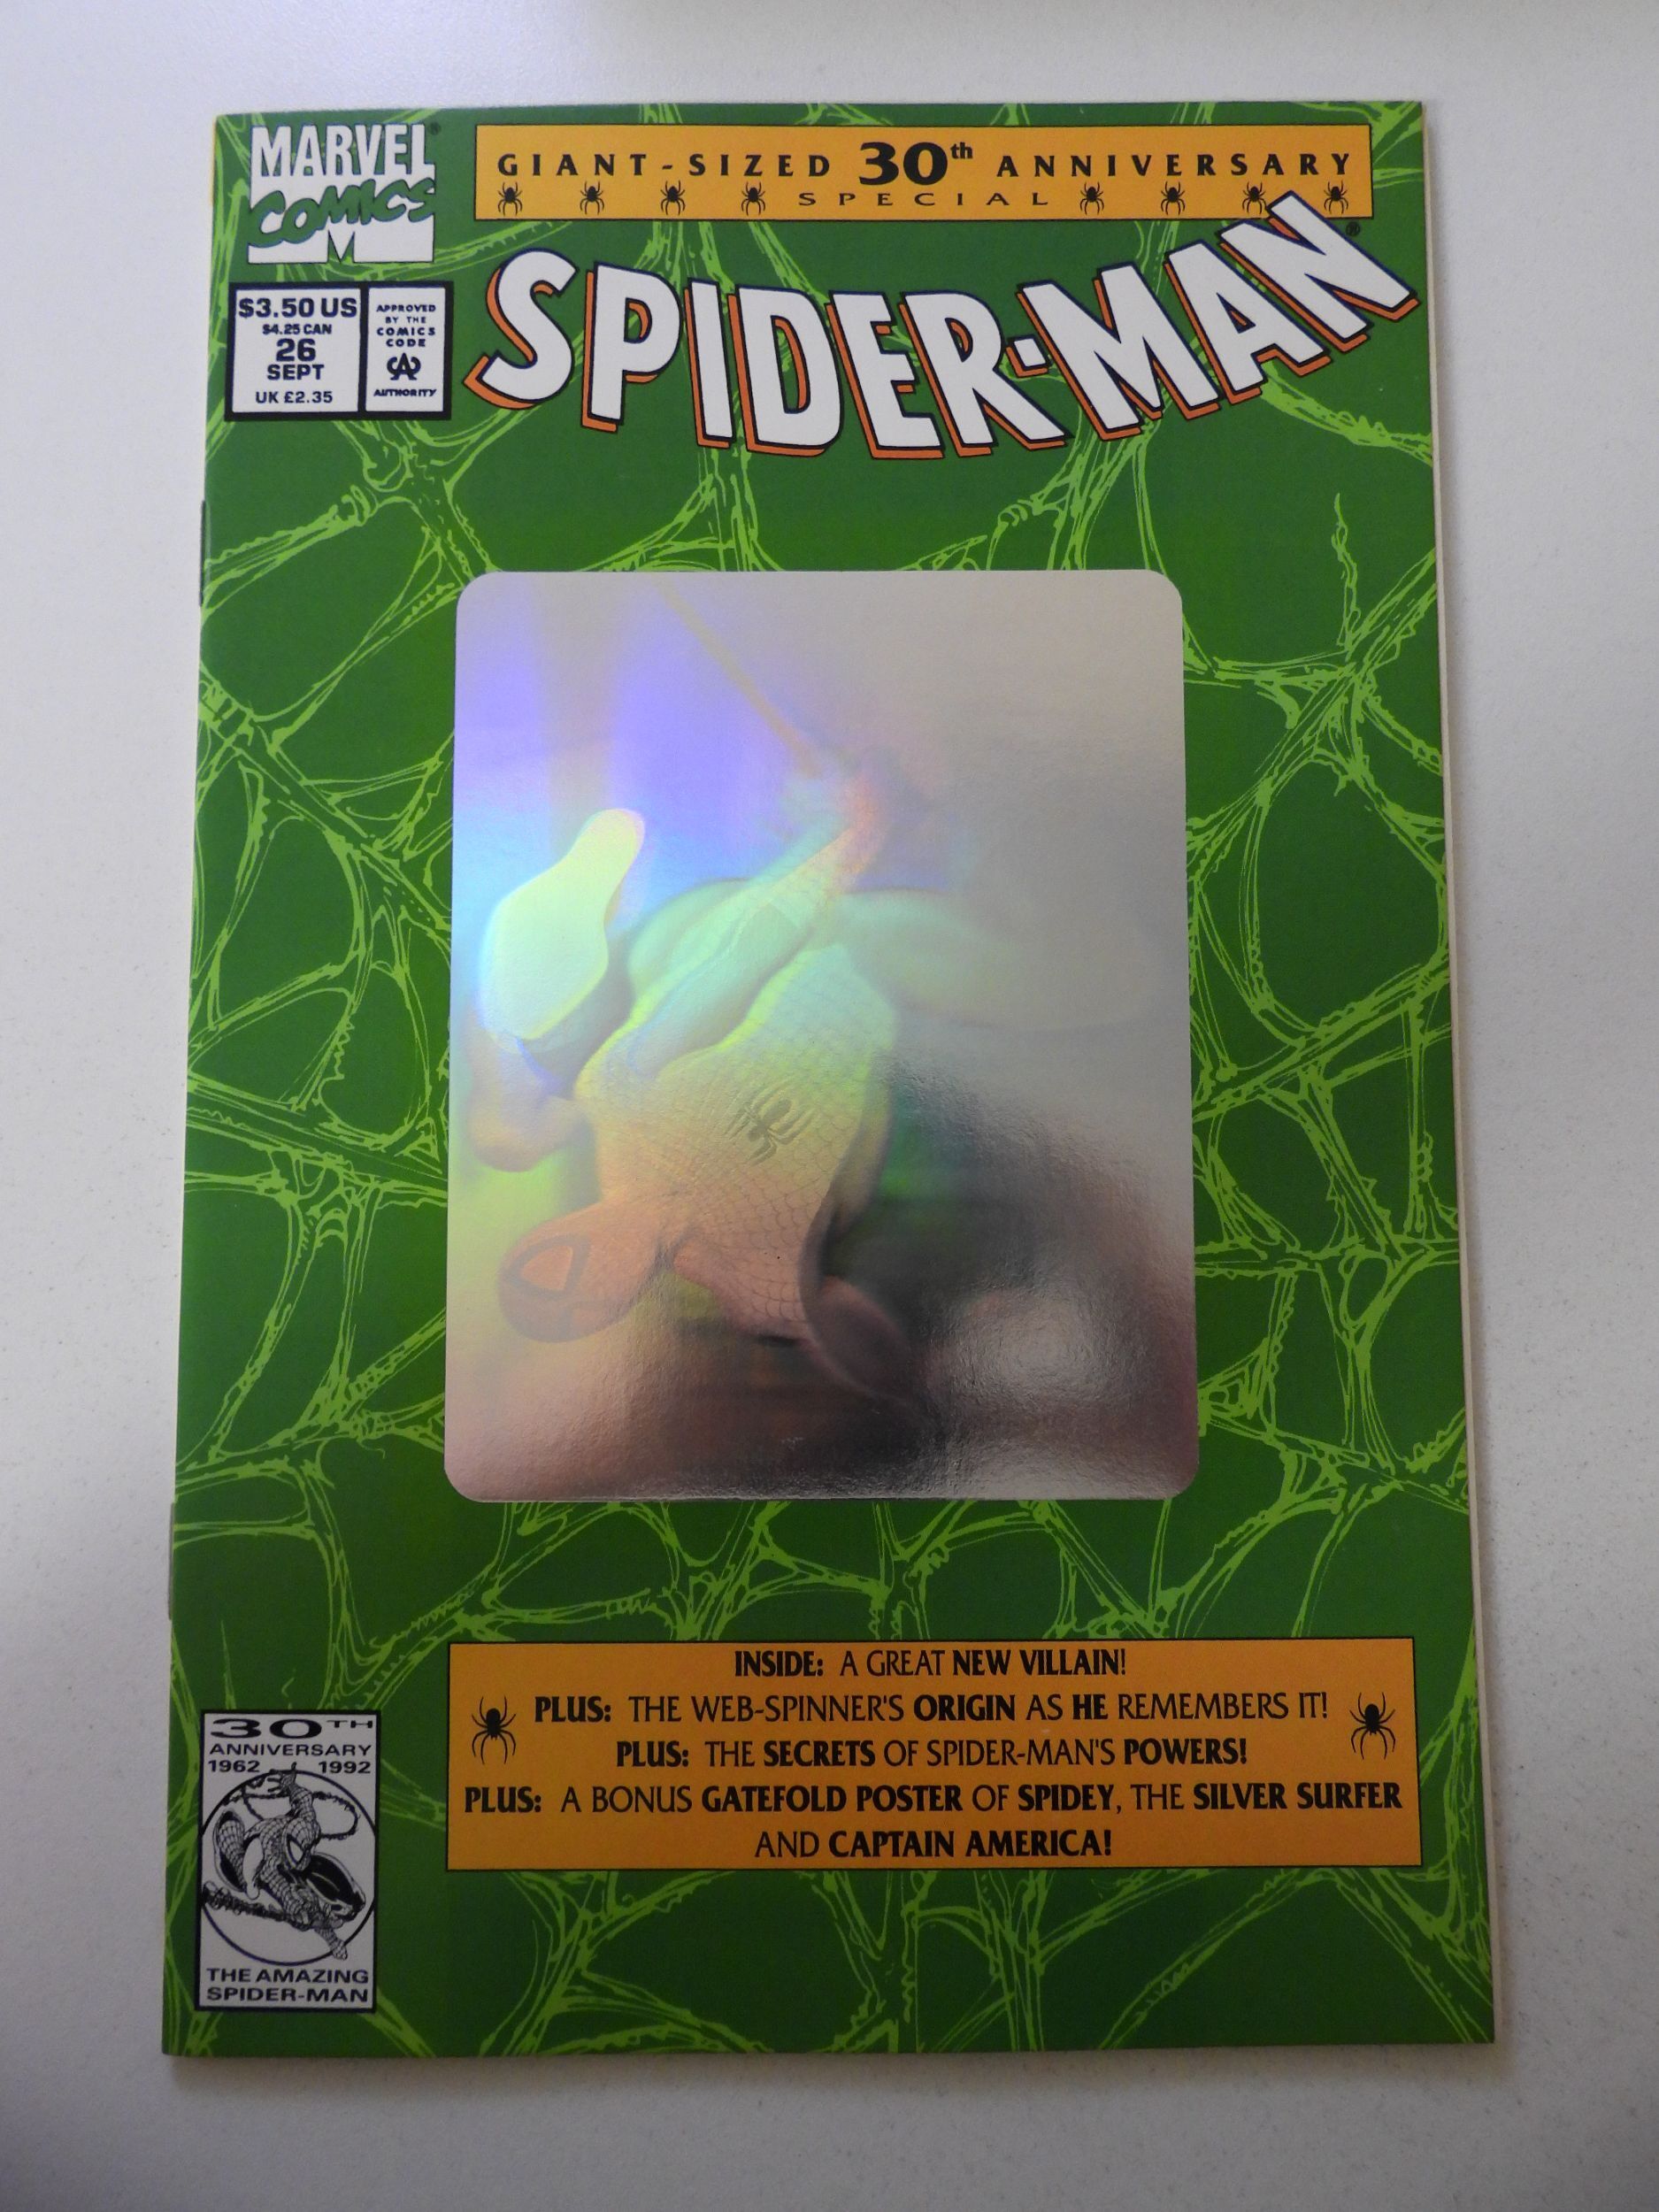 MARVEL®
COMICS
M
GIANT-SIZED 30th ANNIVERSARY
SPECIAL
SPIDER-MAN®
$3.50 US
$4.25 CAN
26
SEPT
UK £2.35
APPROVED
BY THE
COMICS
CODE
CA
AUTHORITY
INSIDE: A GREAT NEW VILLAIN!
PLUS: THE WEB-SPINNER'S ORIGIN AS HE REMEMBERS IT!
PLUS: THE SECRETS OF SPIDER-MAN'S POWERS!
PLUS: A BONUS GATEFOLD POSTER OF SPIDEY, THE SILVER SURFER
AND CAPTAIN AMERICA!
30TH
ANNIVERSARY
1962 1992
THE AMAZING
SPIDER-MAN